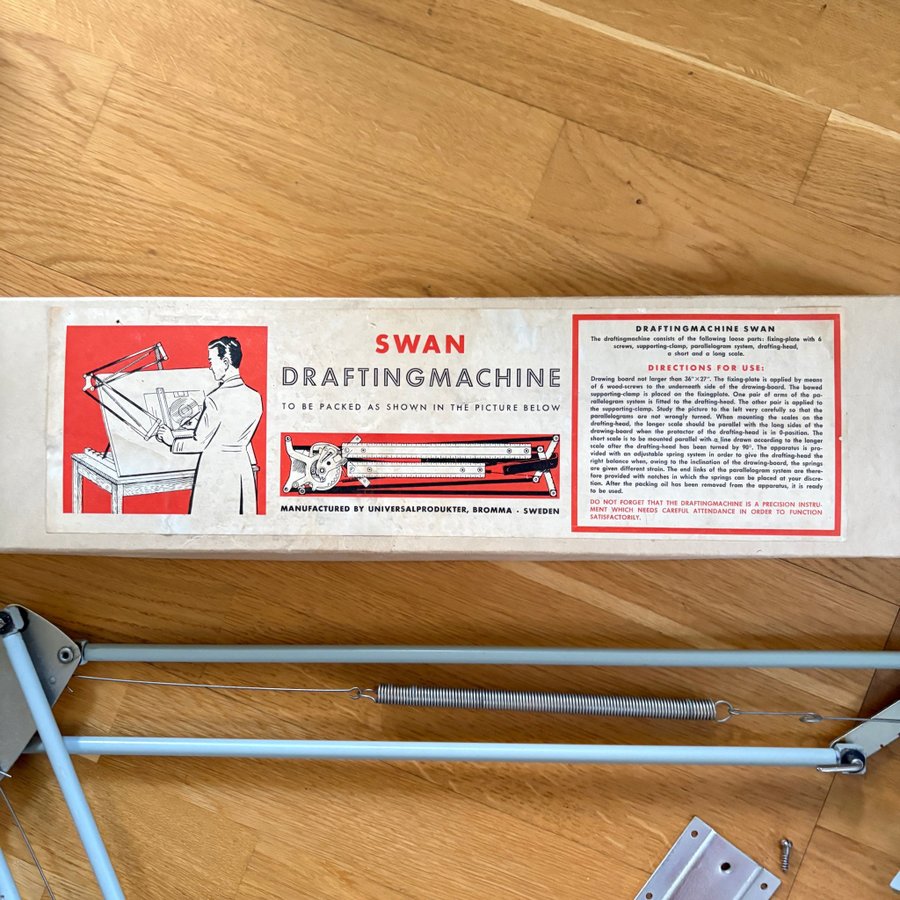 SWAN
DRAFTINGMACHINE
TO BE PACKED AS SHOWN IN THE PICTURE BELOW
MANUFACTURED BY UNIVERSALPRODUKTER, BROMMA · SWEDEN
DRAFTINGMACHINE SWAN
The draftingmachine consists of the following loose parts: fixing-plate with 6
screws, supporting-clamp, parallelogram system, drafting-head,
a short and a long scale.
DIRECTIONS FOR USE:
Drawing board not larger than 36"×27". The fixing-plate is applied by means
of 6 wood-screws to the underneath side of the drawing-board. The bowed
supporting-clamp is placed on the fixingplate. One pair of arms of the pa-
rallelogram system is fitted to the drafting-head. The other pair is applied to
the supporting-clamp. Study the picture to the left very carefully so that the
parallelograms are not wrongly turned. When mounting the scales on the
drafting-head, the longer scale should be parallel with the long sides of the
drawing-board when the protractor of the drafting-head is in 0-position. The
short scale is to be mounted parallel with a line drawn according to the longer
scale after the drafting-head has been turned by 90°. The apparatus is pro-
vided with an adjustable spring system in order to give the drafting-head the
right balance when, owing to the inclination of the drawing-board, the springs
are given different strain. The end links of the parallelogram system are there-
fore provided with notches in which the springs can be placed at your discre-
tion. After the packing oil has been removed from the apparatus, it is ready
to be used.
DO NOT FORGET THAT THE DRAFTINGMACHINE IS A PRECISION INSTRU-
MENT WHICH NEEDS CAREFUL ATTENDANCE IN ORDER TO FUNCTION
SATISFACTORILY.